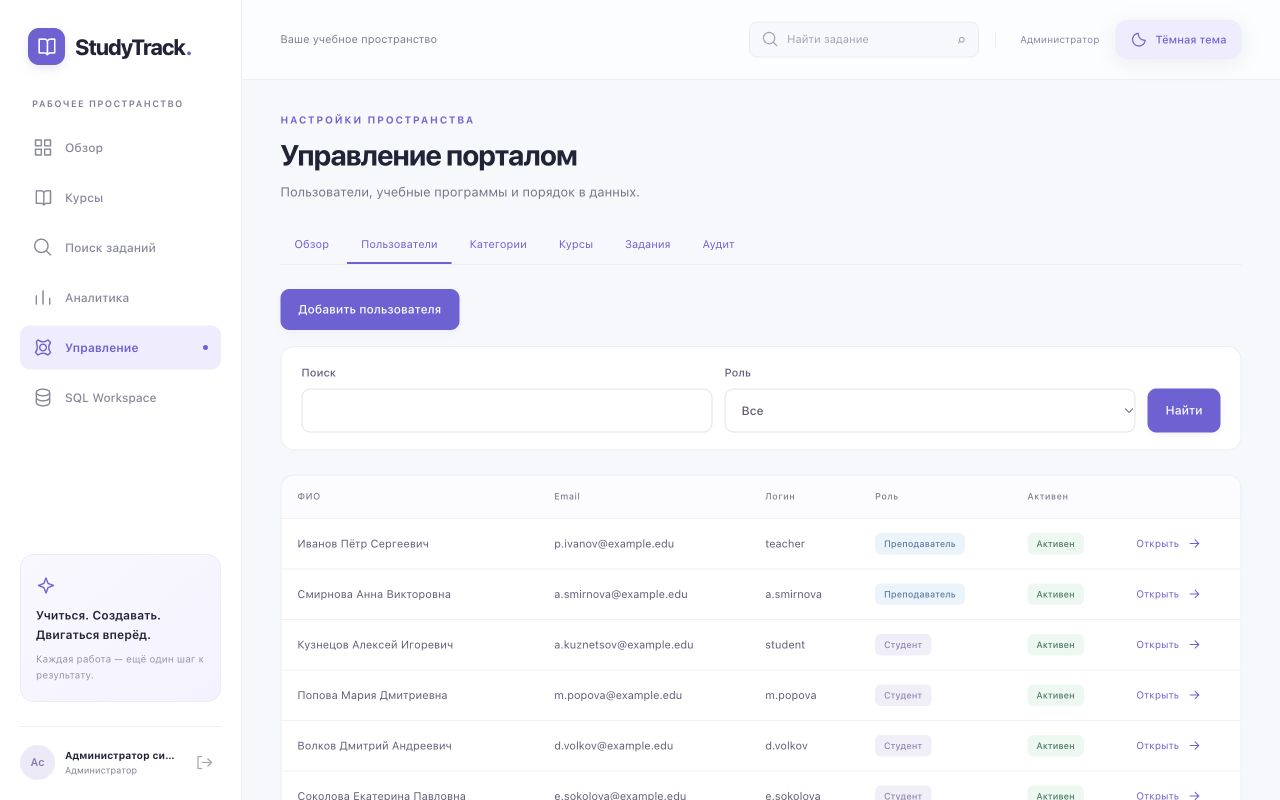 StudyTrack.
РАБОЧЕЕ ПРОСТРАНСТВО
Обзор
Курсы
Поиск заданий
Аналитика
Управление
SQL Workspace
Учиться. Создавать.
Двигаться вперёд.
Каждая работа — ещё один шаг к
результату.
Ас
Администратор си...
Администратор
Ваше учебное пространство
Найти задание
Администратор
Тёмная тема
НАСТРОЙКИ ПРОСТРАНСТВА
Управление порталом
Пользователи, учебные программы и порядок в данных.
Обзор Пользователи Категории Курсы Задания Аудит
Добавить пользователя
Поиск Роль
Все Найти
ФИО Email Логин Роль Активен
Иванов Пётр Сергеевич p.ivanov@example.edu teacher Преподаватель Активен Открыть →
Смирнова Анна Викторовна a.smirnova@example.edu a.smirnova Преподаватель Активен Открыть →
Кузнецов Алексей Игоревич a.kuznetsov@example.edu student Студент Активен Открыть →
Попова Мария Дмитриевна m.popova@example.edu m.popova Студент Активен Открыть →
Волков Дмитрий Андреевич d.volkov@example.edu d.volkov Студент Активен Открыть →
Соколова Екатерина Павловна e.sokolova@example.edu e.sokolova Студент Активен Открыть →